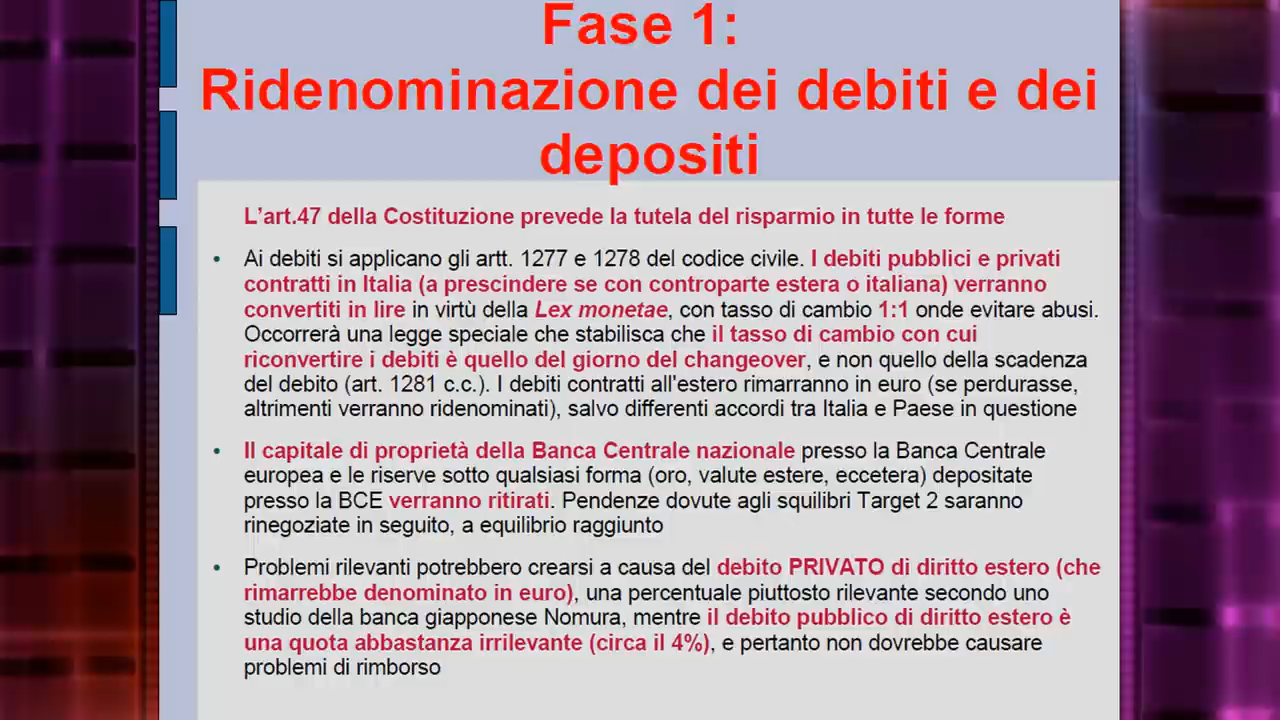 Fase 1:
Ridenominazione dei debiti e dei
depositi
L’art.47 della Costituzione prevede la tutela del risparmio in tutte le forme
• Ai debiti si applicano gli artt. 1277 e 1278 del codice civile. I debiti pubblici e privati
contratti in Italia (a prescindere se con controparte estera o italiana) verranno
convertiti in lire in virtù della Lex monetae, con tasso di cambio 1:1 onde evitare abusi.
Occorrerà una legge speciale che stabilisca che il tasso di cambio con cui
riconvertire i debiti è quello del giorno del changeover, e non quello della scadenza
del debito (art. 1281 c.c.). I debiti contratti all'estero rimarranno in euro (se perdurasse,
altrimenti verranno ridenominati), salvo differenti accordi tra Italia e Paese in questione
• Il capitale di proprietà della Banca Centrale nazionale presso la Banca Centrale
europea e le riserve sotto qualsiasi forma (oro, valute estere, eccetera) depositate
presso la BCE verranno ritirati. Pendenze dovute agli squilibri Target 2 saranno
rinegoziate in seguito, a equilibrio raggiunto
• Problemi rilevanti potrebbero crearsi a causa del debito PRIVATO di diritto estero (che
rimarrebbe denominato in euro), una percentuale piuttosto rilevante secondo uno
studio della banca giapponese Nomura, mentre il debito pubblico di diritto estero è
una quota abbastanza irrilevante (circa il 4%), e pertanto non dovrebbe causare
problemi di rimborso